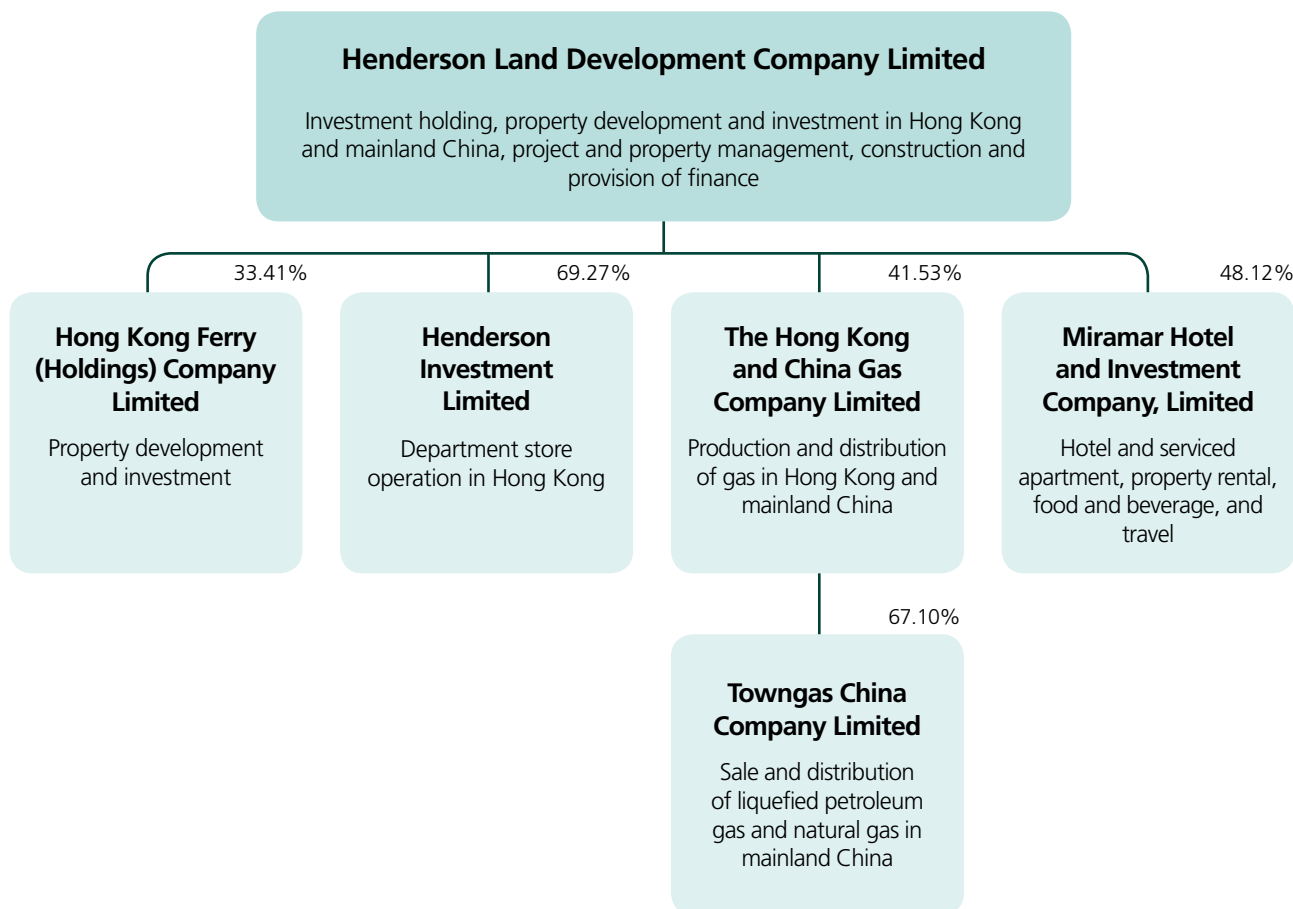 Henderson Land Development Company Limited
Investment holding, property development and investment in Hong Kong
and mainland China, project and property management, construction and
provision of finance
33.41%
69.27%
41.53%
48.12%
Hong Kong Ferry
(Holdings) Company
Limited
Property development
and investment
Henderson
Investment
Limited
Department store
operation in Hong Kong
The Hong Kong
and China Gas
Company Limited
Production and distribution
of gas in Hong Kong and
mainland China
Miramar Hotel
and Investment
Company, Limited
Hotel and serviced
apartment, property rental,
food and beverage, and
travel
67.10%
Towngas China
Company Limited
Sale and distribution
of liquefied petroleum
gas and natural gas in
mainland China